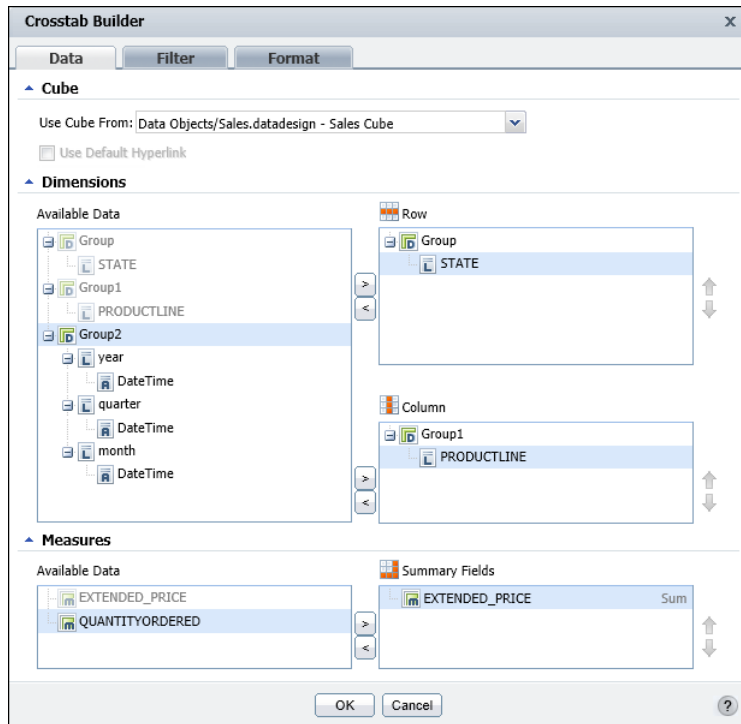 Crosstab Builder x
Data Filter Format
Cube
Use Cube From: Data Objects/Sales.datadesign - Sales Cube
Use Default Hyperlink
Dimensions
Available Data
Group
STATE
Group1
PRODUCTLINE
Group2
year
DateTime
quarter
DateTime
month
DateTime
>
<
>
<
Row
Group
STATE
Column
Group1
PRODUCTLINE
Measures
Available Data
EXTENDED_PRICE
QUANTITYORDERED
>
<
Summary Fields
EXTENDED_PRICE Sum
OK Cancel ?